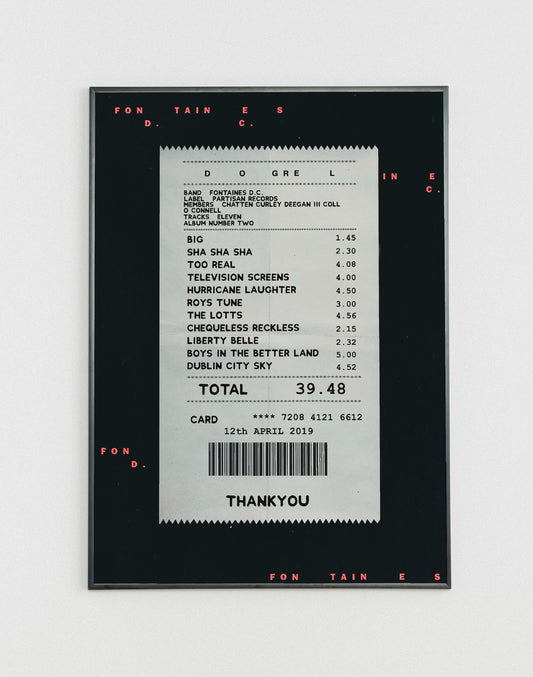 FON TAIN E S
D. C.
D O GRE L
IN E
C.
BAND FONTAINES D.C.
LABEL PARTISAN RECORDS
MEMBERS CHATTEN CURLEY DEEGAN III COLL
O CONNELL
TRACKS ELEVEN
ALBUM NUMBER TWO
BIG 1.45
SHA SHA SHA 2.30
TOO REAL 4.08
TELEVISION SCREENS 4.00
HURRICANE LAUGHTER 4.50
ROYS TUNE 3.00
THE LOTTS 4.56
CHEQUELESS RECKLESS 2.15
LIBERTY BELLE 2.32
BOYS IN THE BETTER LAND 5.00
DUBLIN CITY SKY 4.52
TOTAL 39.48
CARD **** 7208 4121 6612
12th APRIL 2019
FON
D.
THANKYOU
FON TAIN E S